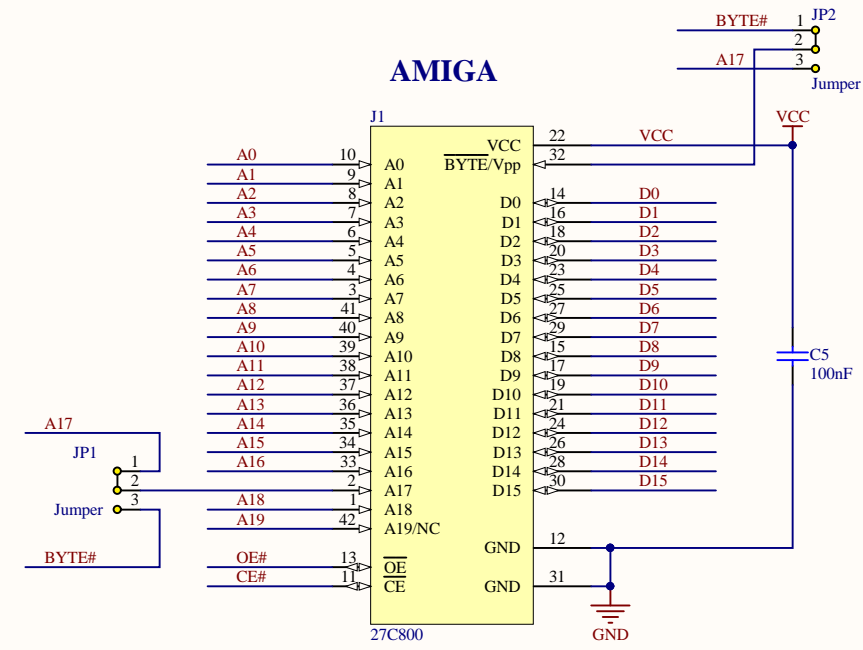 BYTE# 1 JP2
2
A17 3
Jumper
AMIGA
J1
VCC
VCC 22 VCC
BYTE/Vpp 32
A0 10 A0
A1 9 A1
A2 8 A2 D0 14 D0
A3 7 A3 D1 16 D1
A4 6 A4 D2 18 D2
A5 5 A5 D3 20 D3
A6 4 A6 D4 23 D4
A7 3 A7 D5 25 D5
A8 41 A8 D6 27 D6
A9 40 A9 D7 29 D7
A10 39 A10 D8 15 D8
A11 38 A11 D9 17 D9
A12 37 A12 D10 19 D10
A13 36 A13 D11 21 D11
A14 35 A14 D12 24 D12
A15 34 A15 D13 26 D13
A16 33 A16 D14 28 D14
2 A17 D15 30 D15
A18 1 A18
A19 42 A19/NC
GND 12
OE# 13 OE
CE# 11 CE GND 31
27C800
GND
C5
100nF
A17
JP1
1
2
3
Jumper
BYTE#